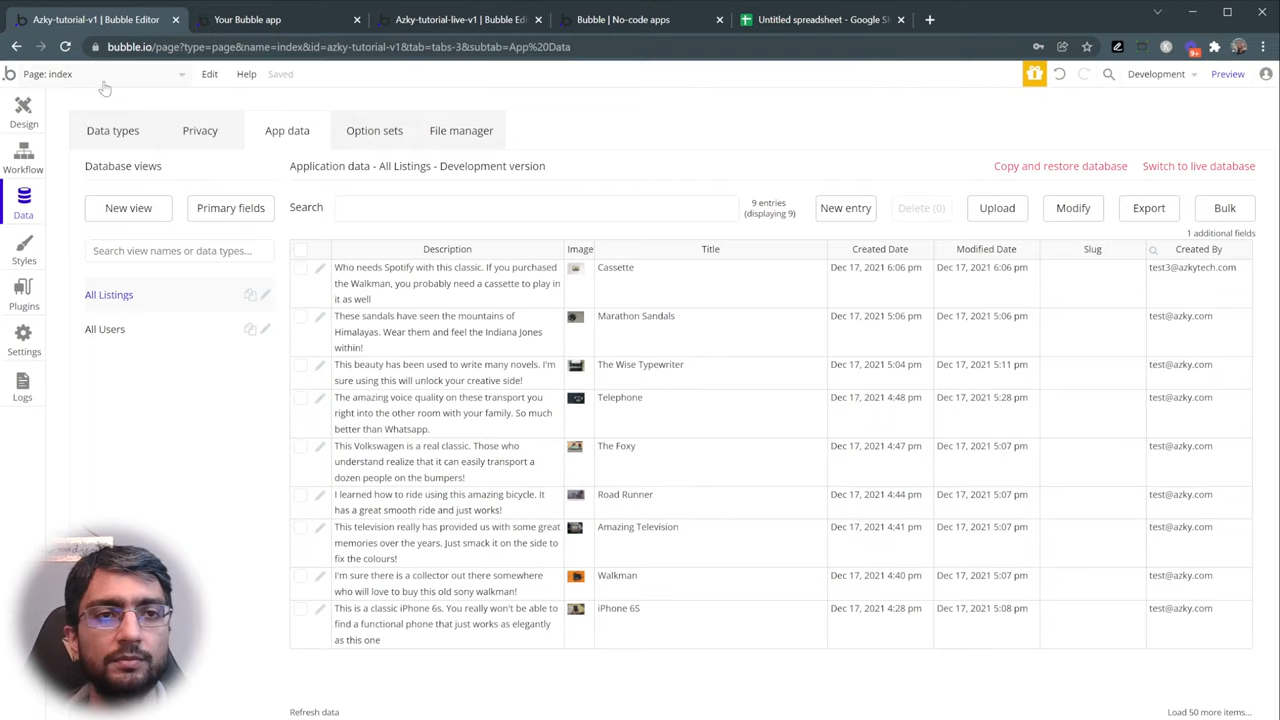 Azky-tutorial-v1 | Bubble Editor
Your Bubble app
Azky-tutorial-live-v1 | Bubble Edi
Bubble | No-code apps
Untitled spreadsheet - Google Sh
bubble.io/page?type=page&name=index&id=azky-tutorial-v1&tab=tabs-3&subtab=App%20Data
9+
Page: index
Edit
Help
Saved
Development
Preview
Design
Workflow
Data
Styles
Plugins
Settings
Logs
Data types
Privacy
App data
Option sets
File manager
Database views
Application data - All Listings - Development version
Copy and restore database
Switch to live database
New view
Primary fields
Search
9 entries
(displaying 9)
New entry
Delete (0)
Upload
Modify
Export
Bulk
1 additional fields
Search view names or data types...
All Listings
All Users
Description
Image
Title
Created Date
Modified Date
Slug
Created By
Who needs Spotify with this classic. If you purchased
the Walkman, you probably need a cassette to play in
it as well
Cassette
Dec 17, 2021 6:06 pm
Dec 17, 2021 6:06 pm
test3@azkytech.com
These sandals have seen the mountains of
Himalayas. Wear them and feel the Indiana Jones
within!
Marathon Sandals
Dec 17, 2021 5:06 pm
Dec 17, 2021 5:06 pm
test@azky.com
This beauty has been used to write many novels. I'm
sure using this will unlock your creative side!
The Wise Typewriter
Dec 17, 2021 5:04 pm
Dec 17, 2021 5:11 pm
test@azky.com
The amazing voice quality on these transport you
right into the other room with your family. So much
better than Whatsapp.
Telephone
Dec 17, 2021 4:48 pm
Dec 17, 2021 5:28 pm
test@azky.com
This Volkswagen is a real classic. Those who
understand realize that it can easily transport a
dozen people on the bumpers!
The Foxy
Dec 17, 2021 4:47 pm
Dec 17, 2021 5:07 pm
test@azky.com
I learned how to ride using this amazing bicycle. It
has a great smooth ride and just works!
Road Runner
Dec 17, 2021 4:44 pm
Dec 17, 2021 5:07 pm
test@azky.com
This television really has provided us with some great
memories over the years. Just smack it on the side to
fix the colours!
Amazing Television
Dec 17, 2021 4:41 pm
Dec 17, 2021 5:07 pm
test@azky.com
I'm sure there is a collector out there somewhere
who will love to buy this old sony walkman!
Walkman
Dec 17, 2021 4:40 pm
Dec 17, 2021 5:07 pm
test@azky.com
This is a classic iPhone 6s. You really won't be able to
find a functional phone that just works as elegantly
as this one
iPhone 6S
Dec 17, 2021 4:28 pm
Dec 17, 2021 5:08 pm
test@azky.com
Refresh data
Load 50 more items...